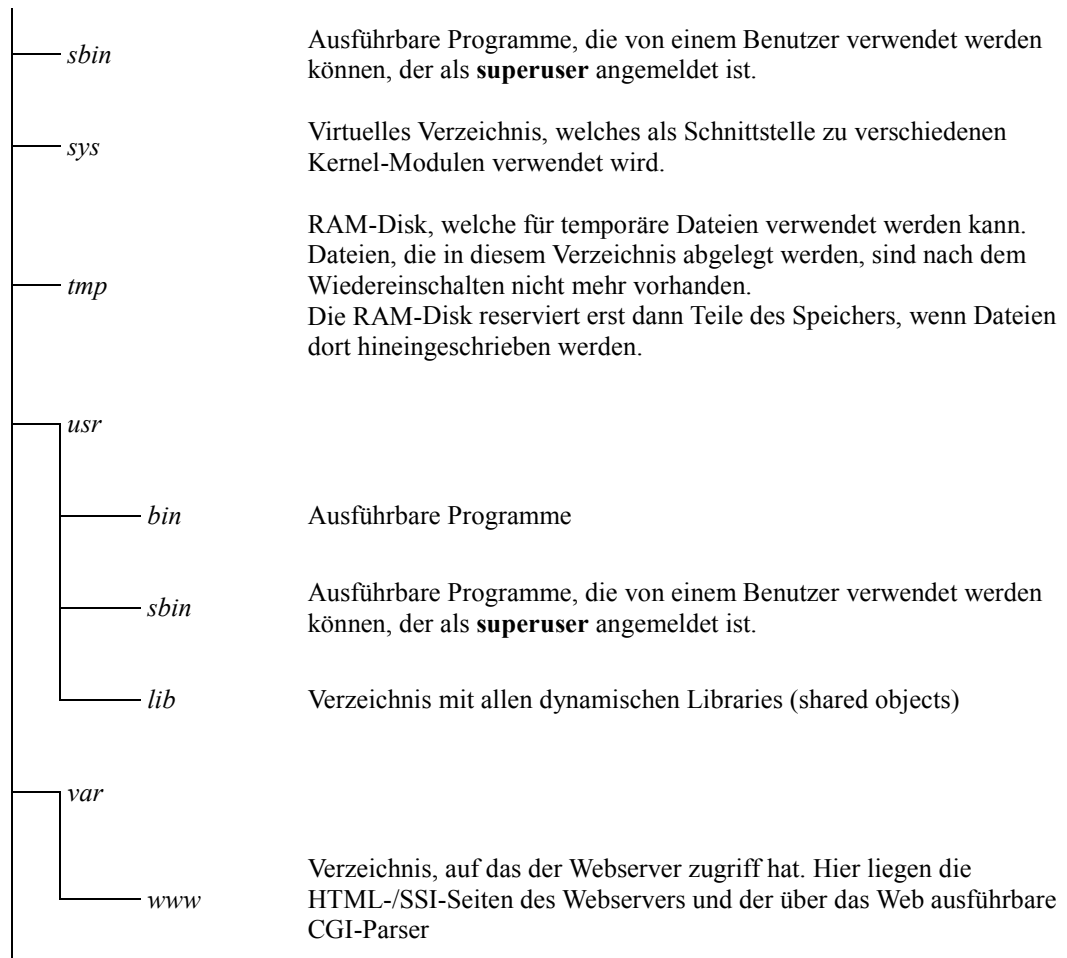 sbin
Ausführbare Programme, die von einem Benutzer verwendet werden
können, der als superuser angemeldet ist.
sys
Virtuelles Verzeichnis, welches als Schnittstelle zu verschiedenen
Kernel-Modulen verwendet wird.
tmp
RAM-Disk, welche für temporäre Dateien verwendet werden kann.
Dateien, die in diesem Verzeichnis abgelegt werden, sind nach dem
Wiedereinschalten nicht mehr vorhanden.
Die RAM-Disk reserviert erst dann Teile des Speichers, wenn Dateien
dort hineingeschrieben werden.
usr
bin
Ausführbare Programme
sbin
Ausführbare Programme, die von einem Benutzer verwendet werden
können, der als superuser angemeldet ist.
lib
Verzeichnis mit allen dynamischen Libraries (shared objects)
var
www
Verzeichnis, auf das der Webserver zugriff hat. Hier liegen die
HTML-/SSI-Seiten des Webservers und der über das Web ausführbare
CGI-Parser